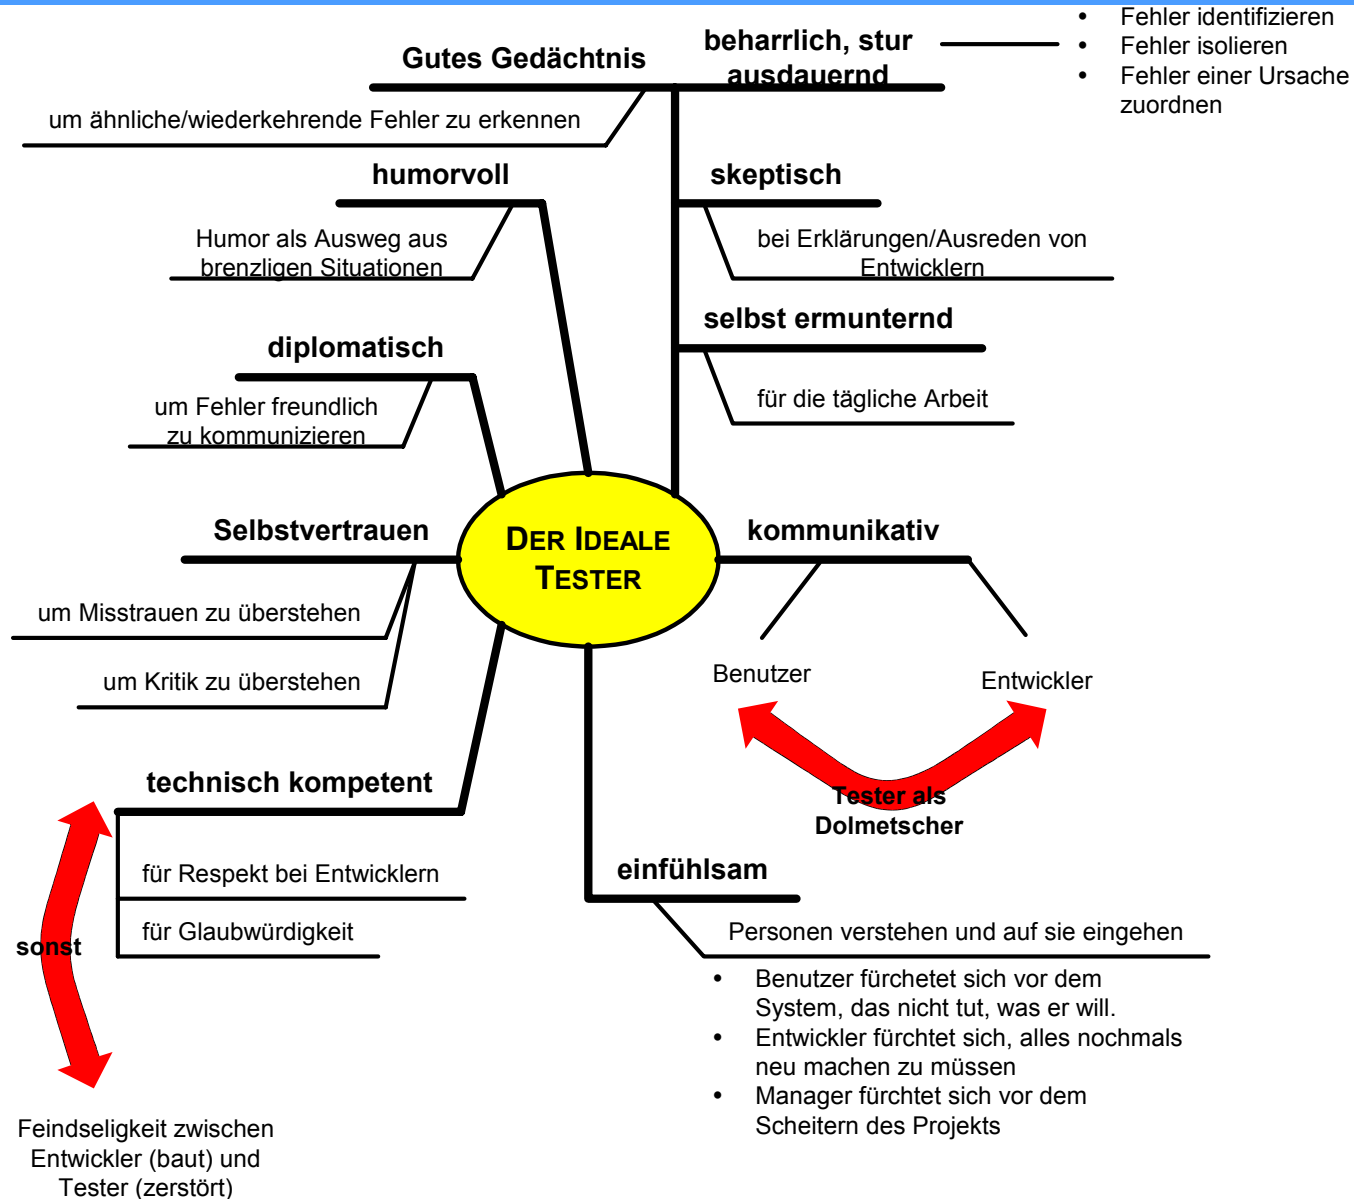 • Fehler identifizieren
• Fehler isolieren
• Fehler einer Ursache
zuordnen
Gutes Gedächtnis
beharrlich, stur
ausdauernd
um ähnliche/wiederkehrende Fehler zu erkennen
humorvoll
Humor als Ausweg aus
brenzligen Situationen
skeptisch
bei Erklärungen/Ausreden von
Entwicklern
selbst ermunternd
für die tägliche Arbeit
diplomatisch
um Fehler freundlich
zu kommunizieren
Selbstvertrauen
um Misstrauen zu überstehen
um Kritik zu überstehen
DER IDEALE
TESTER
kommunikativ
Benutzer
Entwickler
Tester als
Dolmetscher
technisch kompetent
für Respekt bei Entwicklern
für Glaubwürdigkeit
sonst
Feindseligkeit zwischen
Entwickler (baut) und
Tester (zerstört)
einfühlsam
Personen verstehen und auf sie eingehen
• Benutzer fürchetet sich vor dem
System, das nicht tut, was er will.
• Entwickler fürchtet sich, alles nochmals
neu machen zu müssen
• Manager fürchtet sich vor dem
Scheitern des Projekts